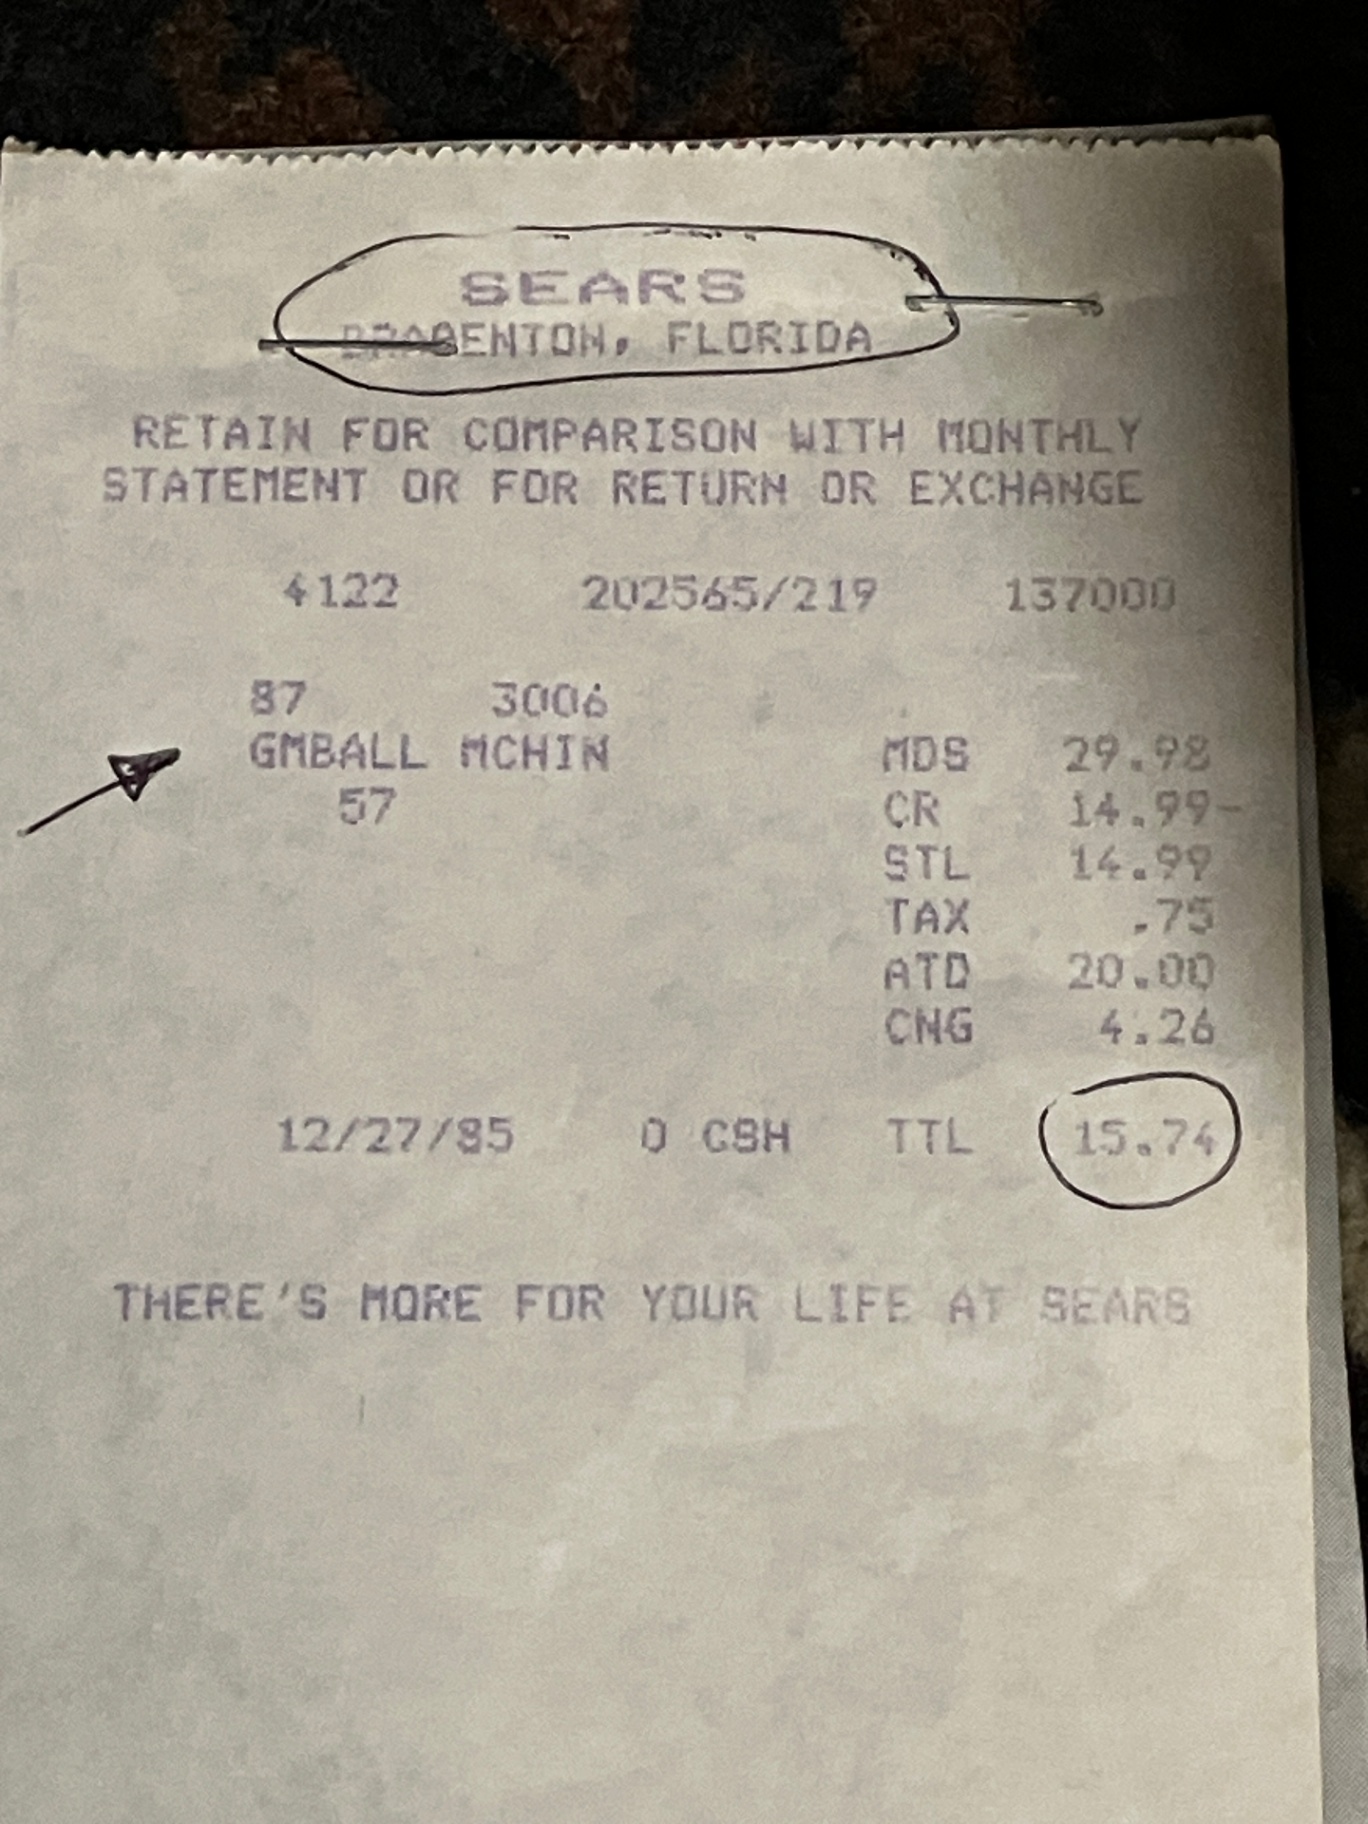 SEARS
BRADENTON, FLORIDA
RETAIN FOR COMPARISON WITH MONTHLY
STATEMENT OR FOR RETURN OR EXCHANGE
4122 202565/219 137000
87 3006
GMBALL MCHIN MDS 29.98
57 CR 14.99-
STL 14.99
TAX .75
ATD 20.00
CNG 4.26
12/27/85 0 CSH TTL 15.74
THERE'S MORE FOR YOUR LIFE AT SEARS